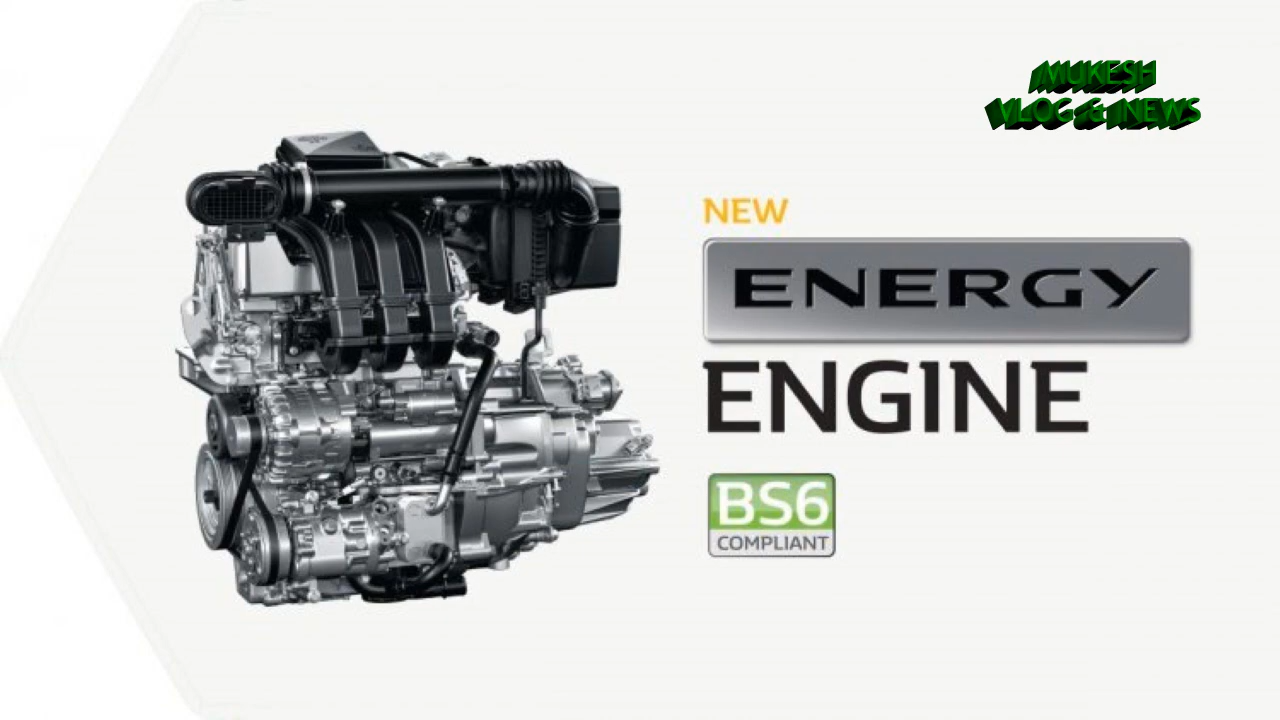 MUKESH
VLOG & NEWS
NEW
ENERGY
ENGINE
BS6
COMPLIANT